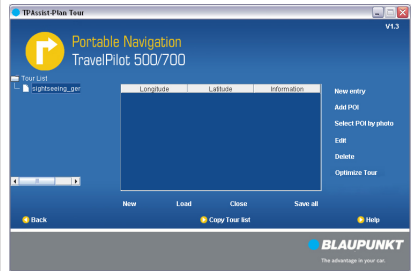 TPAssist-Plan Tour
V1.3
Portable Navigation
TravelPilot 500/700
Tour List
sightseeing_ger
Longitude Latitude Information
New entry
Add POI
Select POI by photo
Edit
Delete
Optimize Tour
New Load Close Save all
Back Copy Tour list Help
BLAUPUNKT
The advantage in your car.